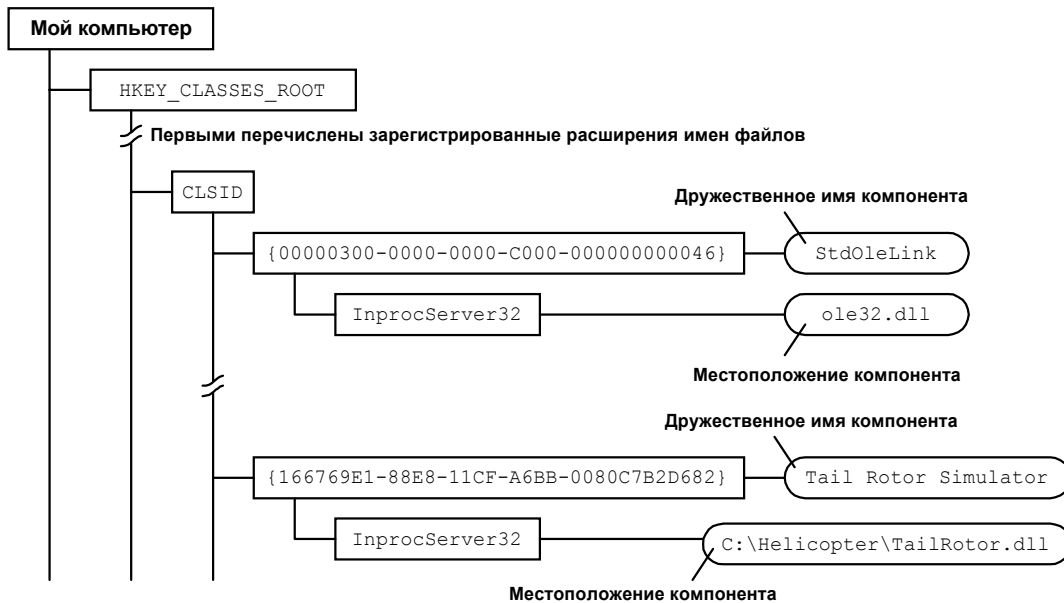 Мой компьютер
HKEY_CLASSES_ROOT
Первыми перечислены зарегистрированные расширения имен файлов
CLSID
Дружественное имя компонента
{00000300-0000-0000-C000-000000000046}
StdOleLink
InprocServer32
ole32.dll
Местоположение компонента
Дружественное имя компонента
{166769E1-88E8-11CF-A6BB-0080C7B2D682}
Tail Rotor Simulator
InprocServer32
C:\Helicopter\TailRotor.dll
Местоположение компонента